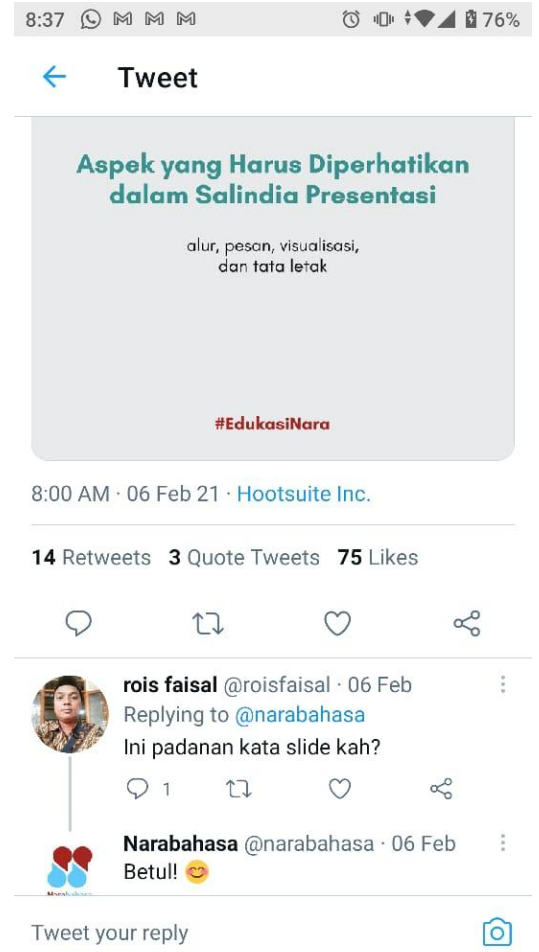 8:37 76%
Tweet
Aspek yang Harus Diperhatikan
dalam Salindia Presentasi
alur, pesan, visualisasi,
dan tata letak
#EdukasiNara
8:00 AM · 06 Feb 21 · Hootsuite Inc.
14 Retweets 3 Quote Tweets 75 Likes
rois faisal @roisfaisal · 06 Feb
Replying to @narabahasa
Ini padanan kata slide kah?
1
Narabahasa @narabahasa · 06 Feb
Betul! 😊
Tweet your reply